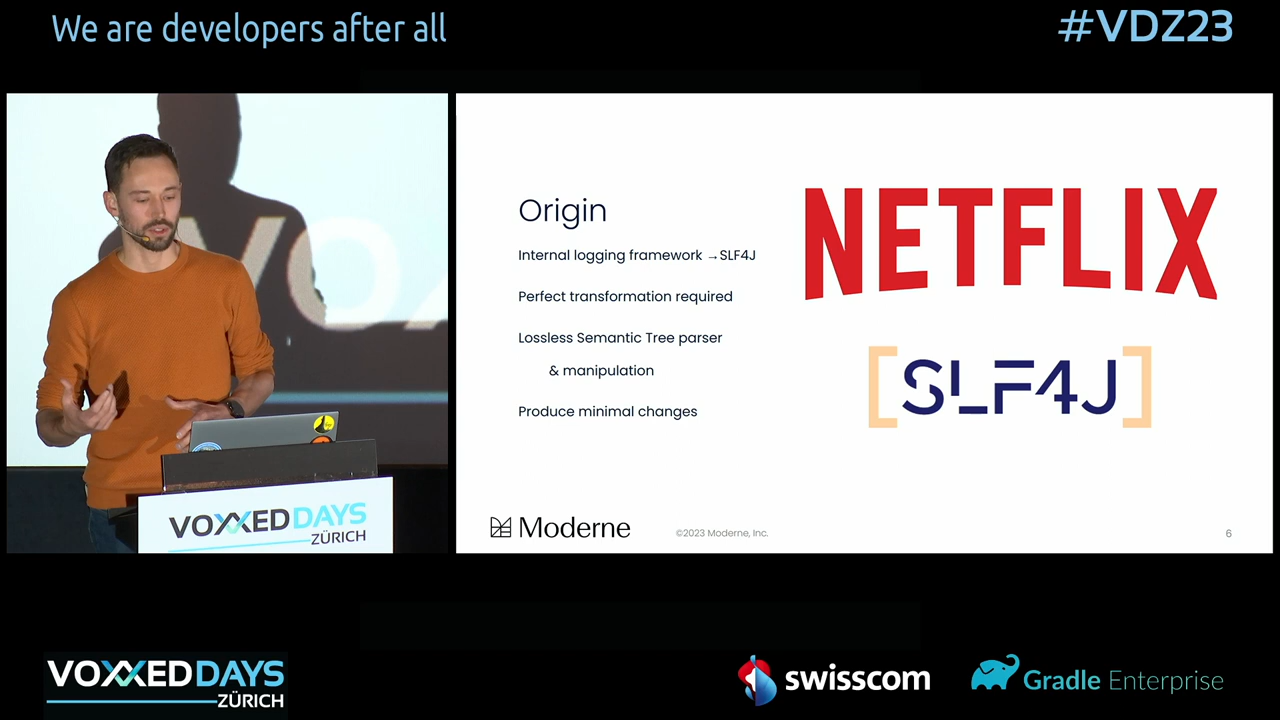 We are developers after all
#VDZ23
Origin
Internal logging framework →SLF4J
Perfect transformation required
Lossless Semantic Tree parser
& manipulation
Produce minimal changes
NETFLIX
[SLF4J]
Moderne
©2023 Moderne, Inc.
6
VOXXED DAYS
ZÜRICH
VOXXED DAYS
ZÜRICH
swisscom
Gradle Enterprise